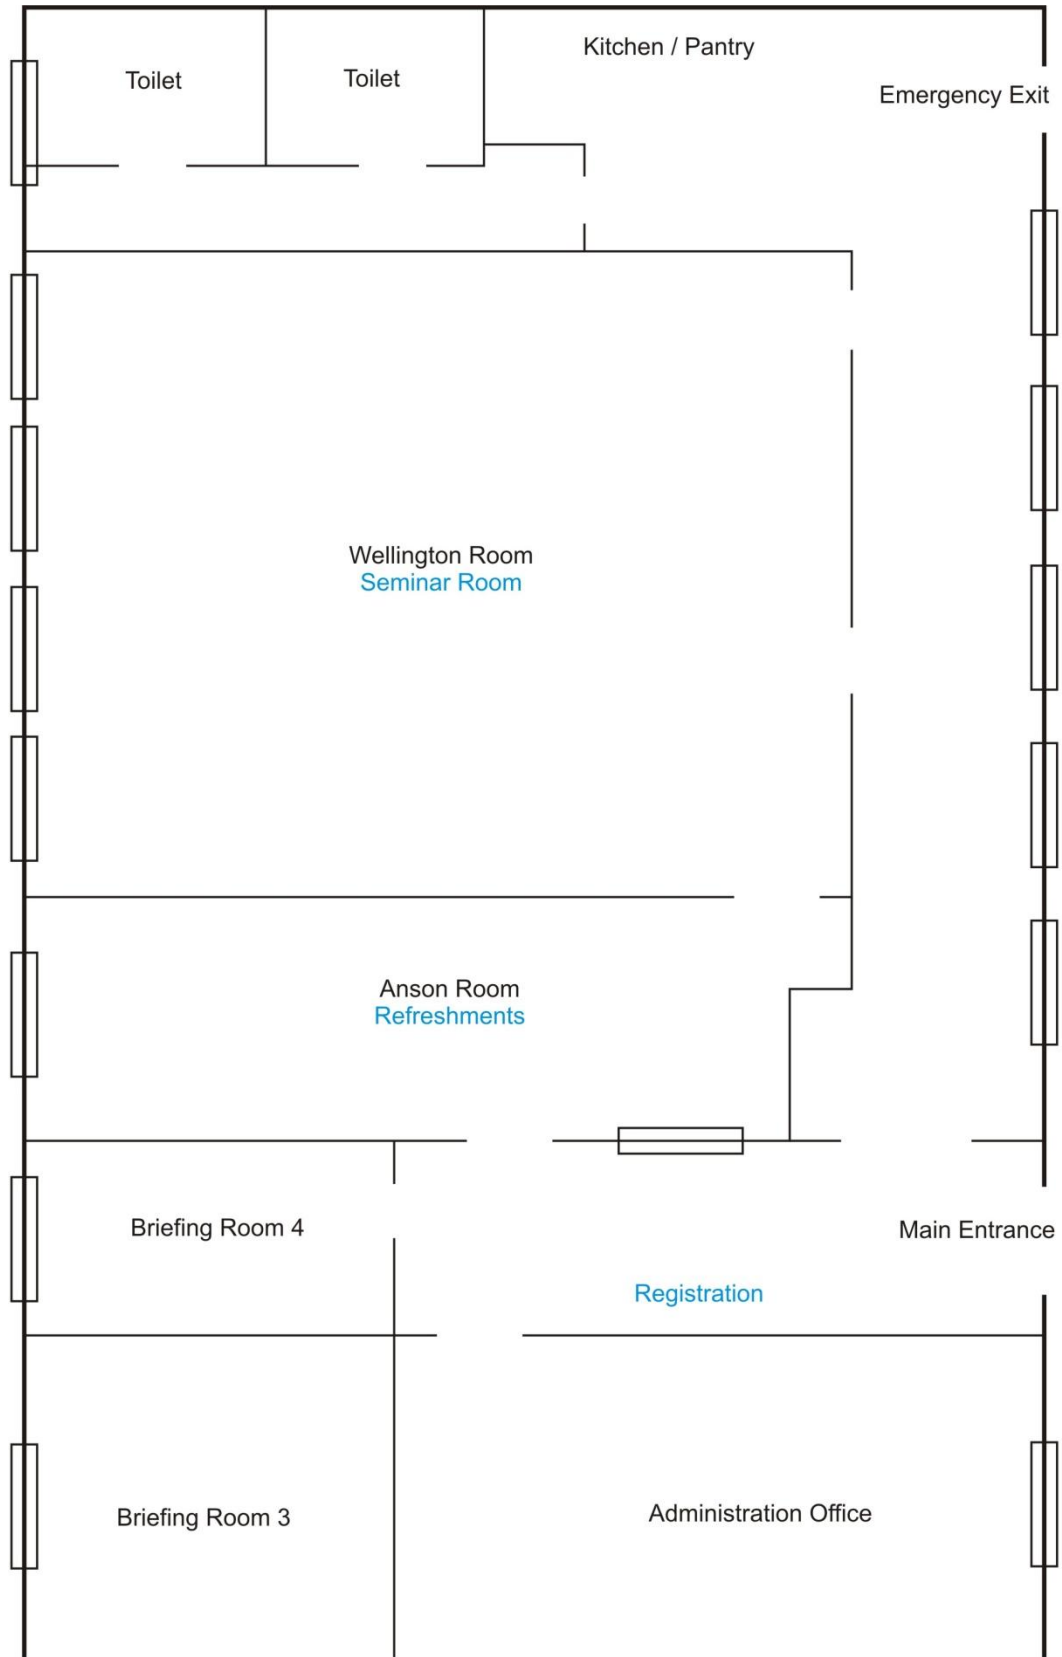 Kitchen / Pantry
Toilet
Toilet
Emergency Exit
Wellington Room
Seminar Room
Anson Room
Refreshments
Briefing Room 4
Main Entrance
Registration
Briefing Room 3
Administration Office